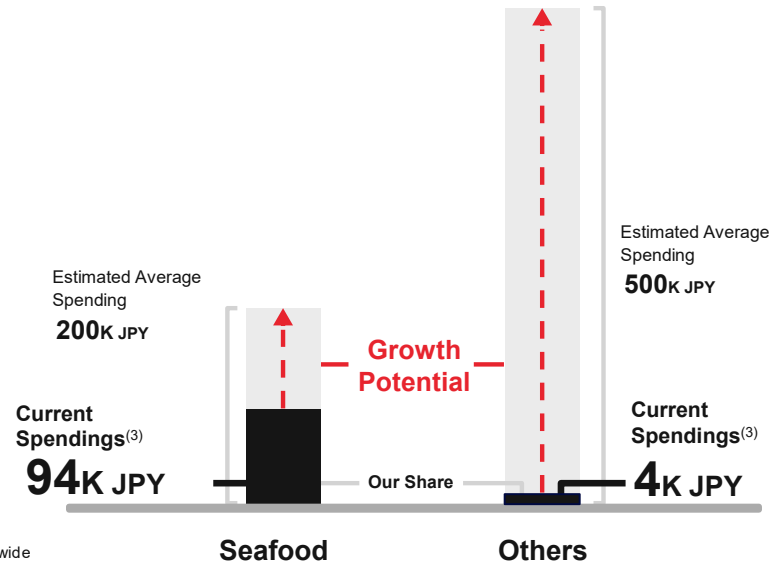 Estimated Average
Spending
200K JPY
Current
Spendings(3)
94K JPY
Growth
Potential
Our Share
Estimated Average
Spending
500K JPY
Current
Spendings(3)
4K JPY
wide
Seafood
Others